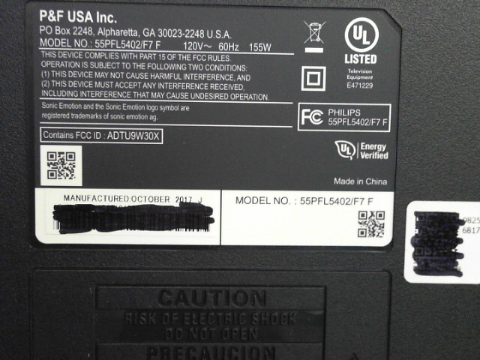 P&F USA Inc.
PO Box 2248, Alpharetta, GA 30023-2248 U.S.A.
MODEL NO.: 55PFL5402/F7 F 120V~ 60Hz 155W
THIS DEVICE COMPLIES WITH PART 15 OF THE FCC RULES.
OPERATION IS SUBJECT TO THE FOLLOWING TWO CONDITIONS:
(1) THIS DEVICE MAY NOT CAUSE HARMFUL INTERFERENCE, AND
(2) THIS DEVICE MUST ACCEPT ANY INTERFERENCE RECEIVED,
INCLUDING INTERFERENCE THAT MAY CAUSE UNDESIRED OPERATION.
Sonic Emotion and the Sonic Emotion logo symbol are
registered trademarks of sonic emotion ag.
Contains FCC ID : ADTU9W30X
UL
LISTED
Electronic
Equipment
E471229
FC PHILIPS
55PFL5402/F7 F
UL Energy
Verified
Made in China
MANUFACTURED:OCTOBER 2017 J
MODEL NO. : 55PFL5402/F7 F
9825
6817
CAUTION
RISK OF ELECTRIC SHOCK
DO NOT OPEN
PRECAUCION